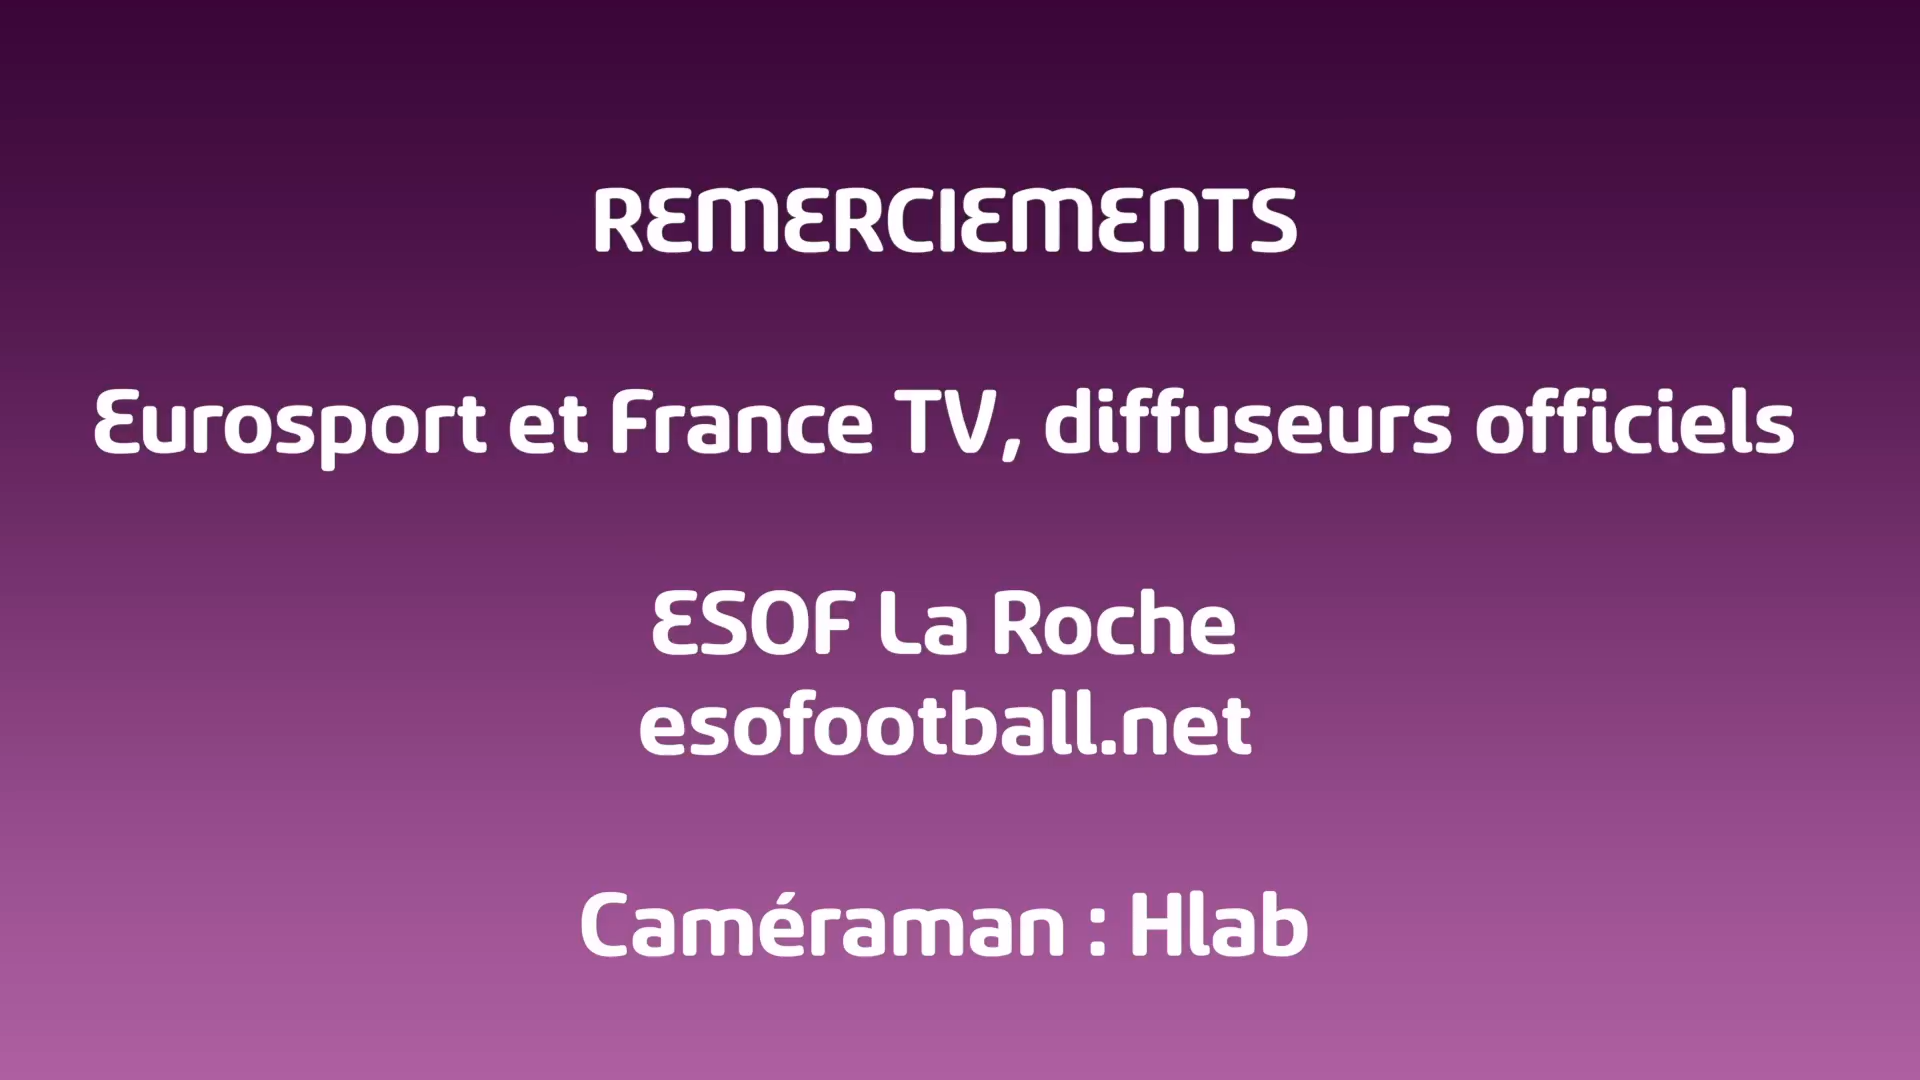 REMERCIEMENTS
Eurosport et France TV, diffuseurs officiels
ESOF La Roche
esofootball.net
Caméraman : Hlab